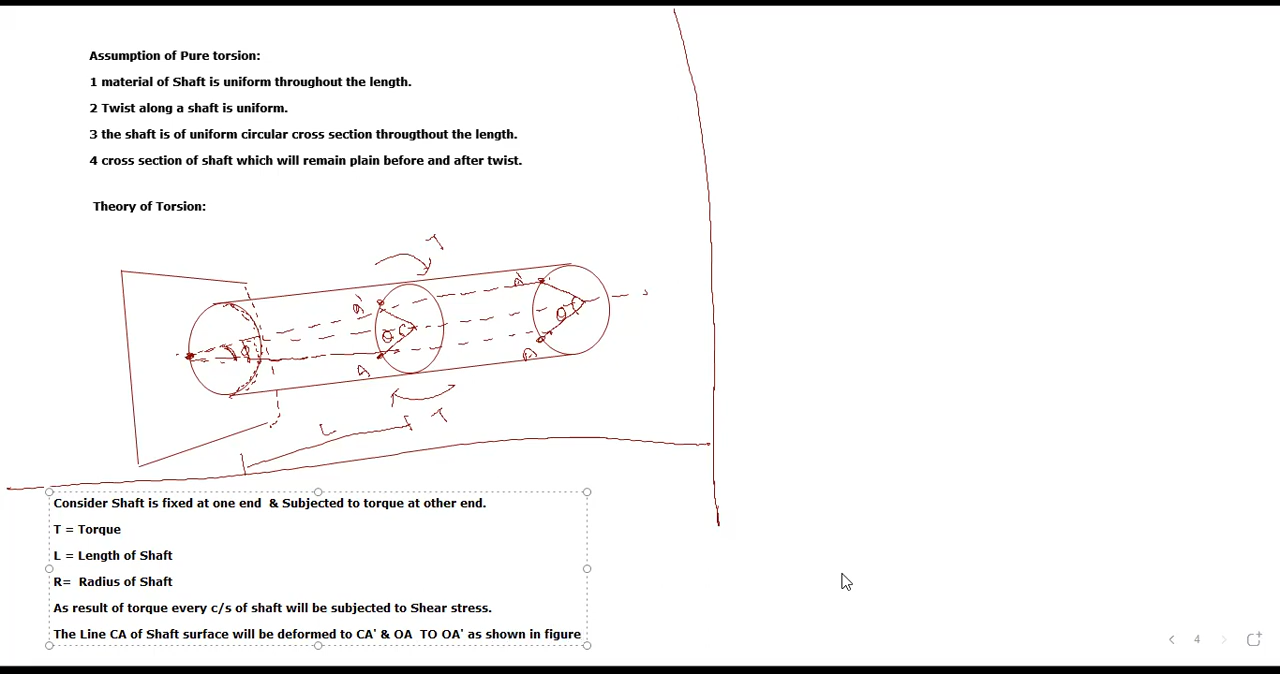 Assumption of Pure torsion:
1 material of Shaft is uniform throughout the length.
2 Twist along a shaft is uniform.
3 the shaft is of uniform circular cross section througthout the length.
4 cross section of shaft which will remain plain before and after twist.
Theory of Torsion:
T
A'
A'
θ
θ
Φ
A
A
T
L
Consider Shaft is fixed at one end & Subjected to torque at other end.
T = Torque
L = Length of Shaft
R= Radius of Shaft
As result of torque every c/s of shaft will be subjected to Shear stress.
The Line CA of Shaft surface will be deformed to CA' & OA TO OA' as shown in figure
4